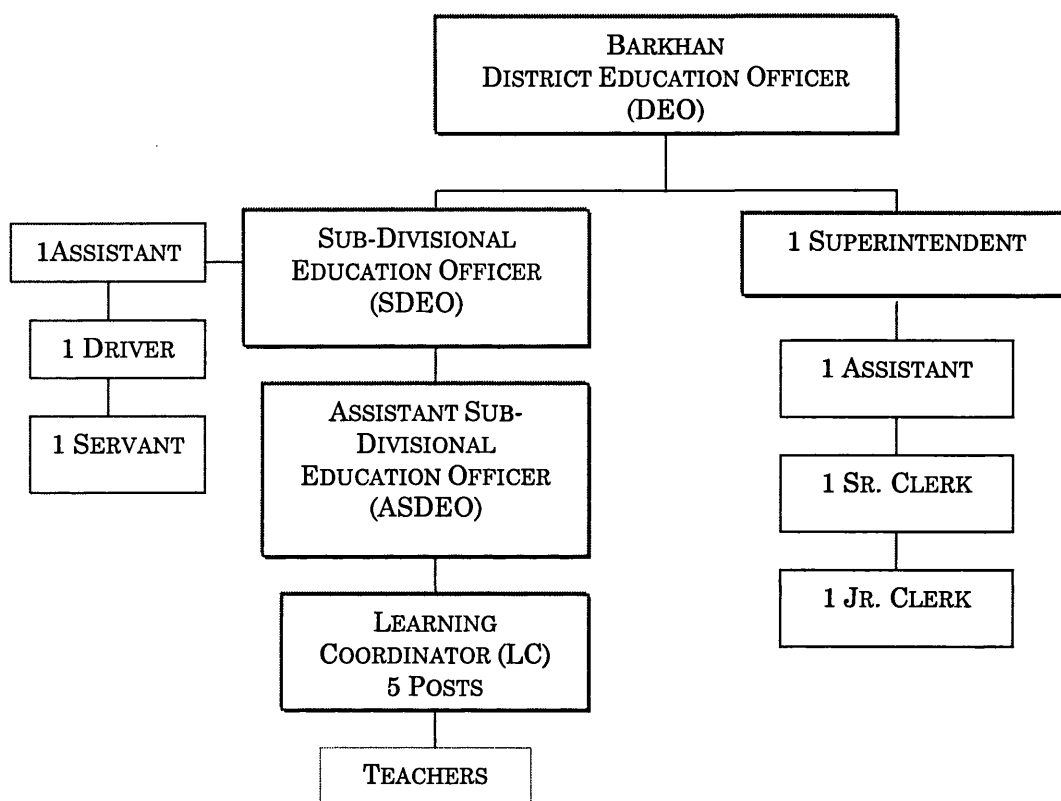 BARKHAN
DISTRICT EDUCATION OFFICER
(DEO)
SUB-DIVISIONAL
EDUCATION OFFICER
(SDEO)
1ASSISTANT
1 DRIVER
1 SERVANT
ASSISTANT SUB-
DIVISIONAL
EDUCATION OFFICER
(ASDEO)
LEARNING
COORDINATOR (LC)
5 POSTS
TEACHERS
1 SUPERINTENDENT
1 ASSISTANT
1 SR. CLERK
1 JR. CLERK